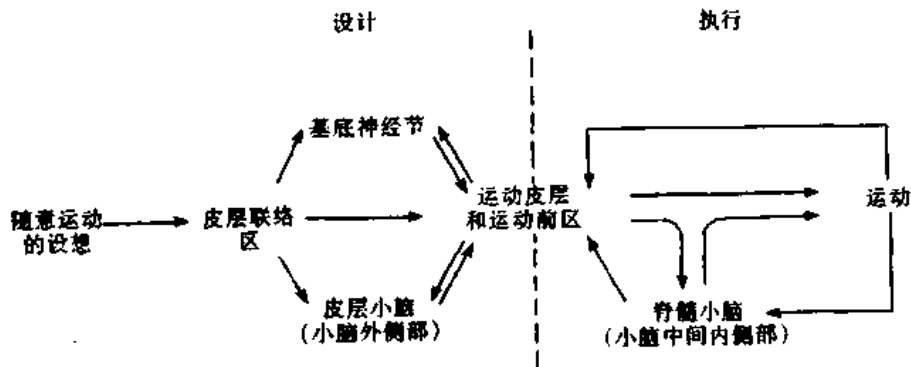 设计
执行
基底神经节
随意运动
的设想
皮层联络
区
运动皮层
和运动前区
运动
皮层小脑
(小脑外侧部)
脊髓小脑
(小脑中间内侧部)